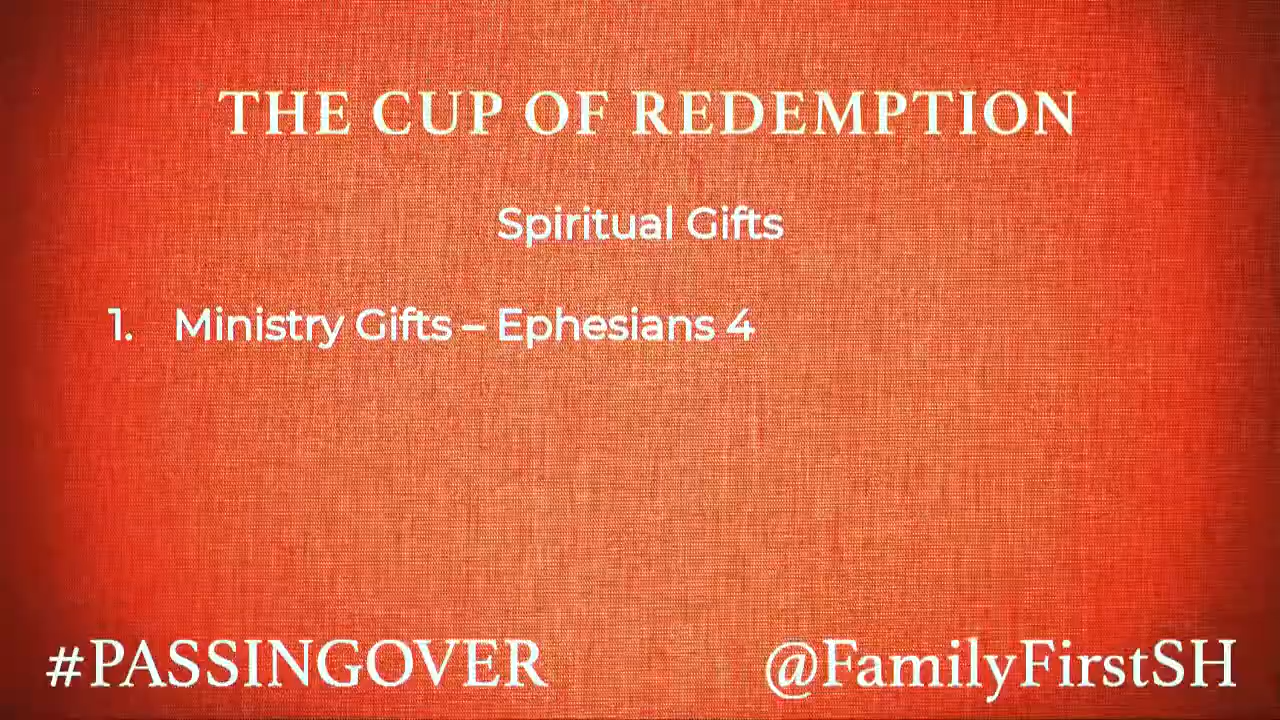 THE CUP OF REDEMPTION
Spiritual Gifts
1. Ministry Gifts – Ephesians 4
#PASSINGOVER @FamilyFirstSH